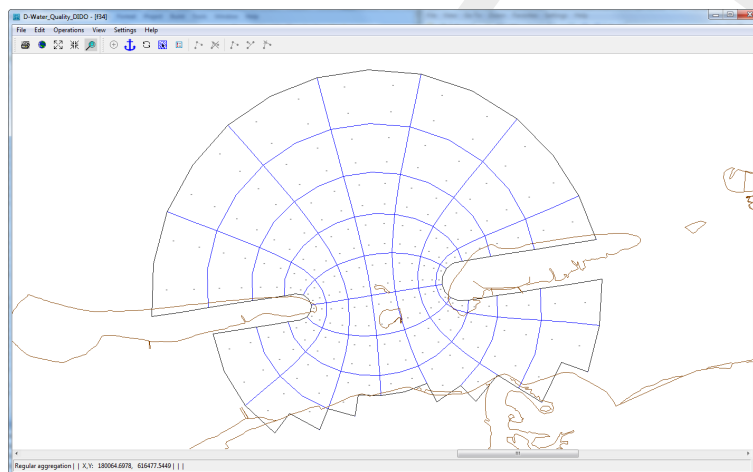 D-Water_Quality_DIDO - [f34]
File Edit Operations View Settings Help
Regular aggregation | | X,Y: 180064.6978, 616477.5449 | | |